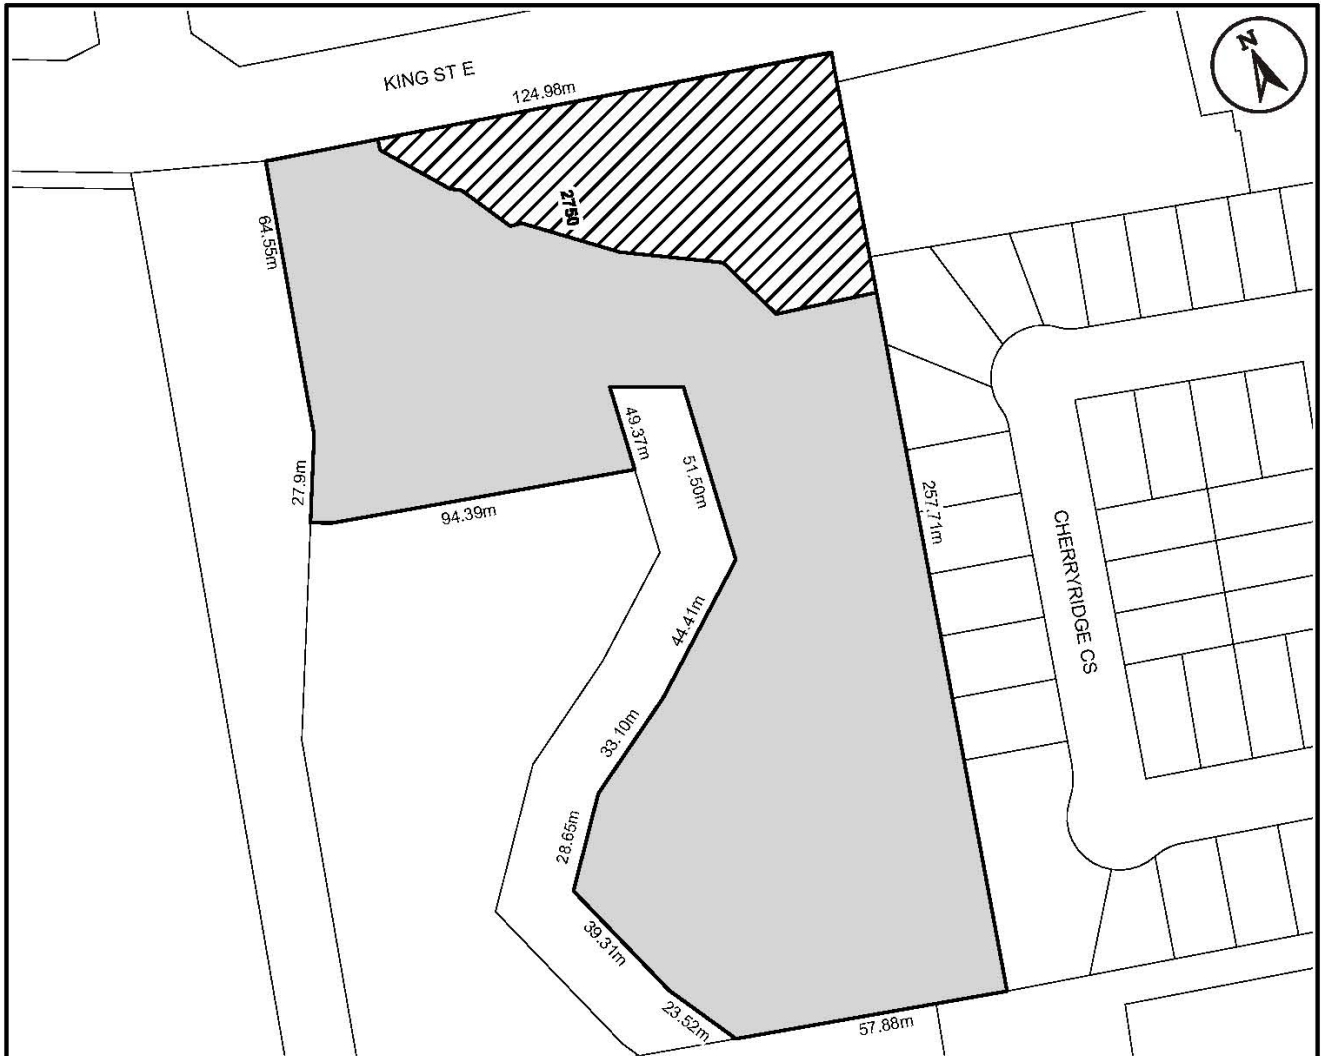 N
KING ST E
124.98m
64.55m
2750
27.9m
49.37m
51.50m
94.39m
257.71m
CHERRYRIDGE CS
44.41m
33.10m
28.65m
39.31m
23.52m
57.88m